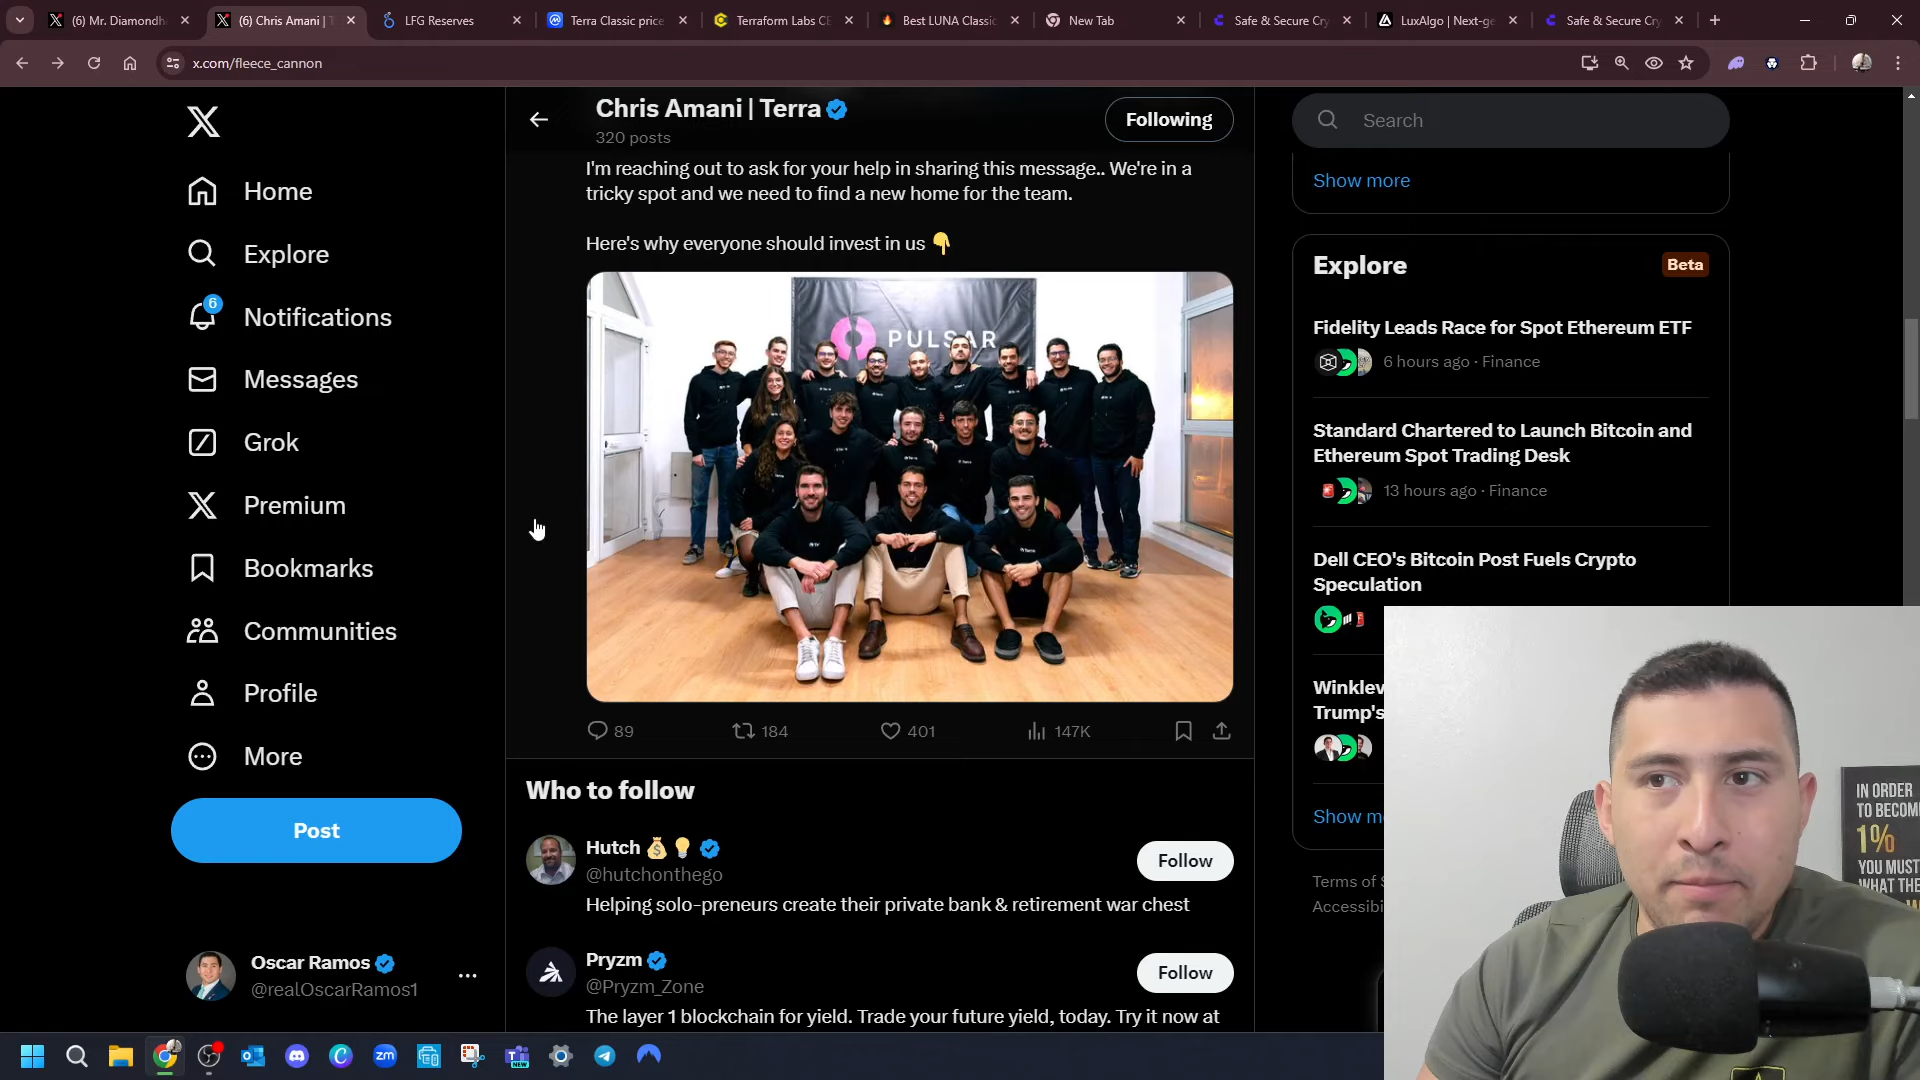 (6) Mr. Diamondha
(6) Chris Amani | T
LFG Reserves
Terra Classic price
Terraform Labs CE
Best LUNA Classic
New Tab
Safe & Secure Cry
LuxAlgo | Next-ge
Safe & Secure Cry
x.com/fleece_cannon
Home
Explore
6
Notifications
Messages
Grok
Premium
Bookmarks
Communities
Profile
More
Post
Oscar Ramos
@realOscarRamos1
Chris Amani | Terra
320 posts
Following
I'm reaching out to ask for your help in sharing this message.. We're in a
tricky spot and we need to find a new home for the team.
Here's why everyone should invest in us 👇
PULSAR
89
184
401
147K
Who to follow
Hutch 💰💡
@hutchonthego
Follow
Helping solo-preneurs create their private bank & retirement war chest
Pryzm
@Pryzm_Zone
Follow
The layer 1 blockchain for yield. Trade your future yield, today. Try it now at
Search
Show more
Explore
Beta
Fidelity Leads Race for Spot Ethereum ETF
6 hours ago · Finance
Standard Chartered to Launch Bitcoin and
Ethereum Spot Trading Desk
13 hours ago · Finance
Dell CEO's Bitcoin Post Fuels Crypto
Speculation
Winklev
Trump's
Show m
Terms of S
Accessibi
IN ORDER
TO BECOM
1%
YOU MUST
WHAT THE
zm
NEW